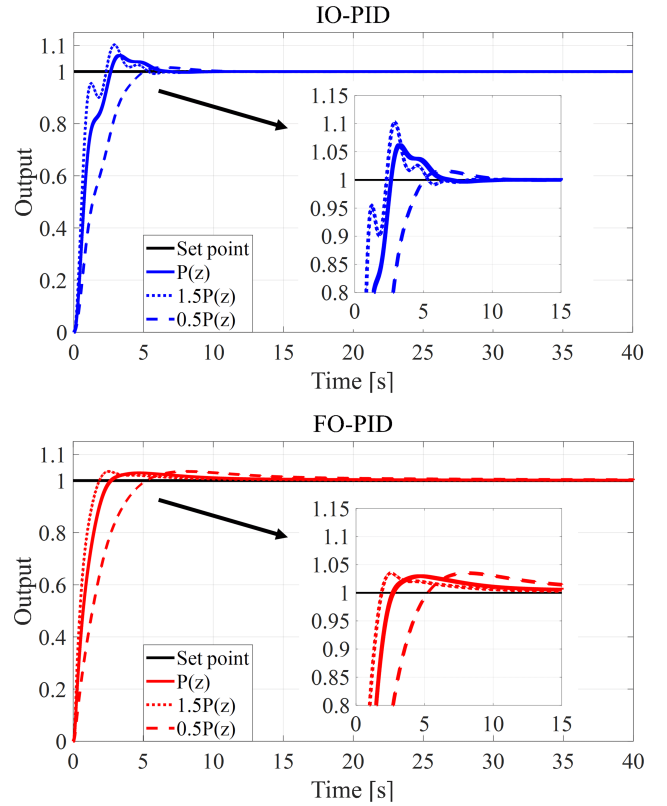 IO-PID
1.1
1
0.8
0.6
0.4
0.2
0
Output
Set point
P(z)
1.5P(z)
0.5P(z)
1.15
1.1
1.05
1
0.95
0.9
0.85
0.8
0 5 10 15
0 5 10 15 20 25 30 35 40
Time [s]
FO-PID
1.1
1
0.8
0.6
0.4
0.2
0
Output
Set point
P(z)
1.5P(z)
0.5P(z)
1.15
1.1
1.05
1
0.95
0.9
0.85
0.8
0 5 10 15
0 5 10 15 20 25 30 35 40
Time [s]